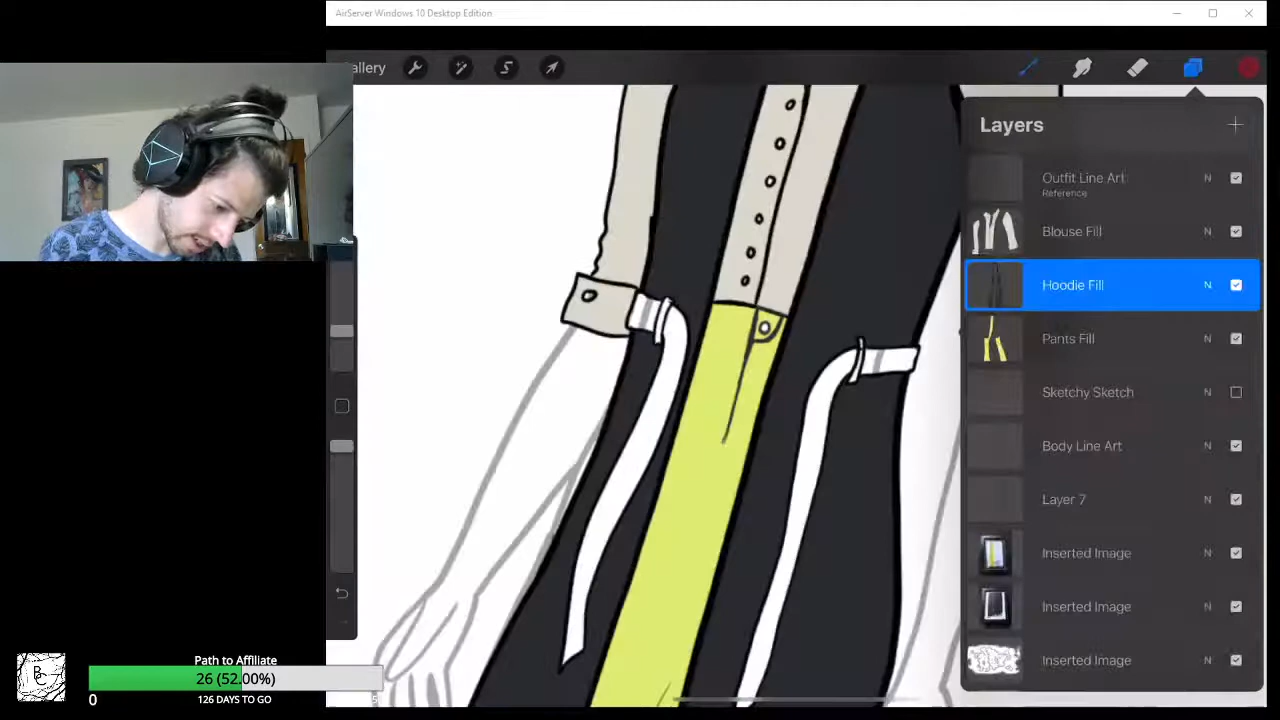 AirServer Windows 10 Desktop Edition
allery
Layers
Outfit Line Art
N
Reference
Blouse Fill
N
Hoodie Fill
N
Pants Fill
N
Sketchy Sketch
N
Body Line Art
N
Layer 7
N
Inserted Image
N
Inserted Image
N
Inserted Image
N
Path to Affiliate
26 (52.00%)
0
126 DAYS TO GO